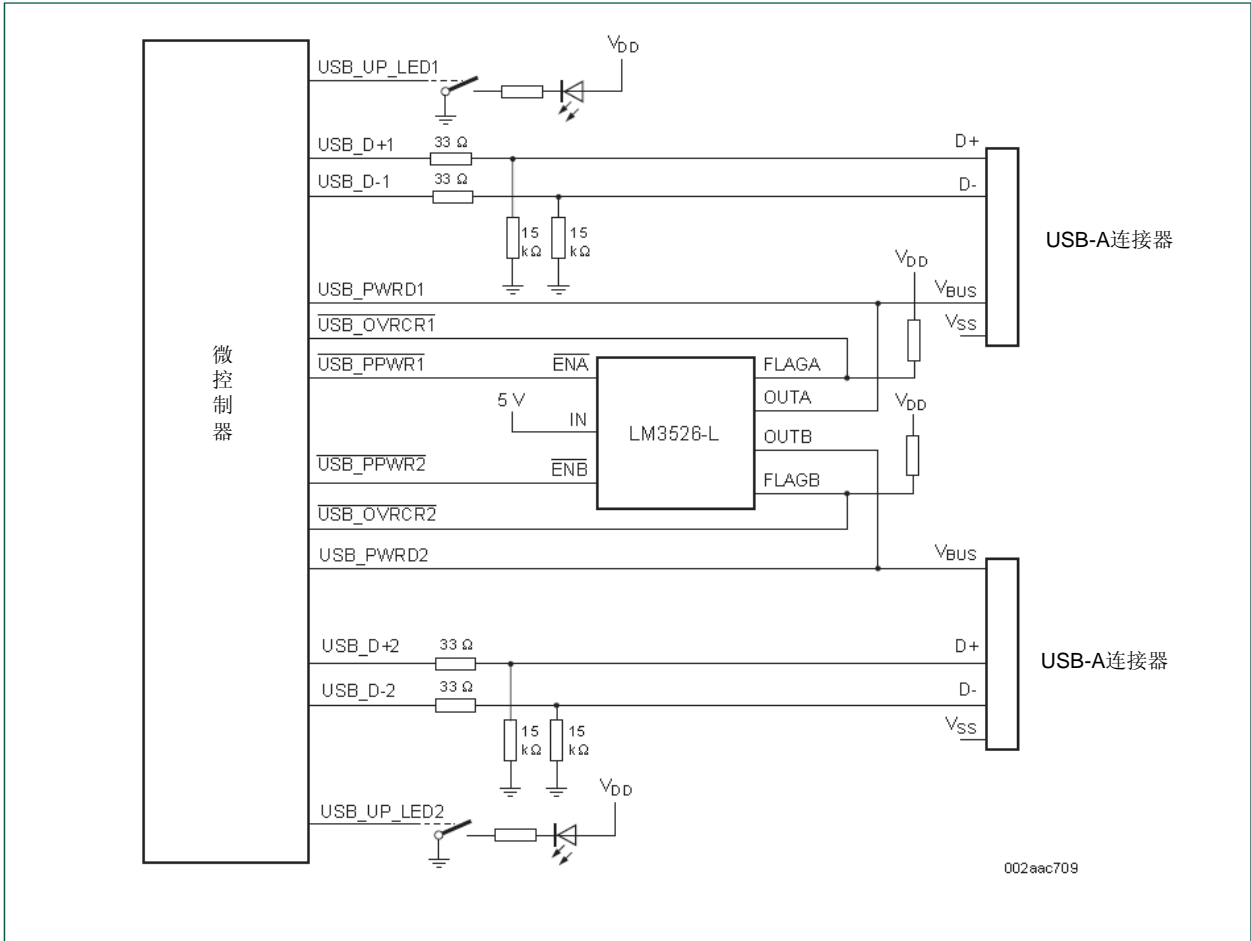 VDD
USB_UP_LED1
USB_D+1
33 Ω
D+
USB_D-1
33 Ω
D-
15 kΩ
15 kΩ
USB-A连接器
VDD
USB_PWRD1
VBUS
USB_OVRCR1
VSS
微控制器
USB_PPWR1
ENA
FLAGA
5 V
OUTA
VDD
IN
LM3526-L
OUTB
USB_PPWR2
ENB
FLAGB
USB_OVRCR2
USB_PWRD2
VBUS
USB_D+2
33 Ω
D+
USB-A连接器
USB_D-2
33 Ω
D-
VSS
15 kΩ
15 kΩ
VDD
USB_UP_LED2
002aac709